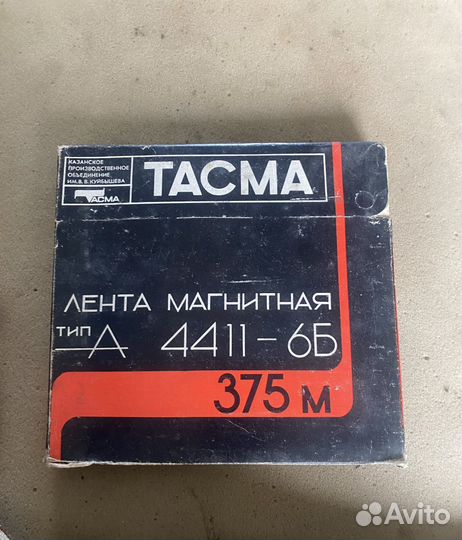 КАЗАНСКОЕ
ПРОИЗВОДСТВЕННОЕ
ОБЪЕДИНЕНИЕ
ИМ. В. В. КУЙБЫШЕВА
ТАСМА
ТАСМА
ЛЕНТА МАГНИТНАЯ
ТИП А 4411-6Б
375 М
Avito